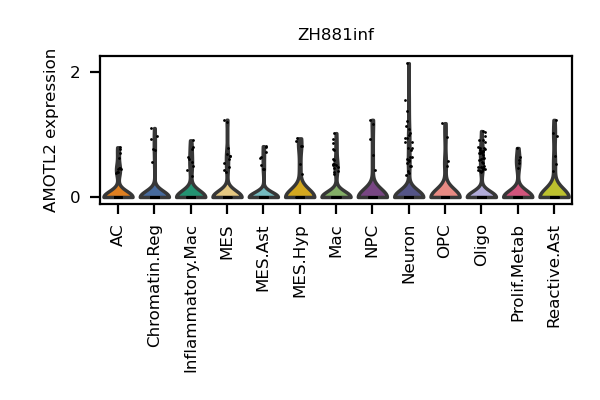 ZH881inf
AMOTL2 expression
2
0
AC
Chromatin.Reg
Inflammatory.Mac
MES
MES.Ast
MES.Hyp
Mac
NPC
Neuron
OPC
Oligo
Prolif.Metab
Reactive.Ast